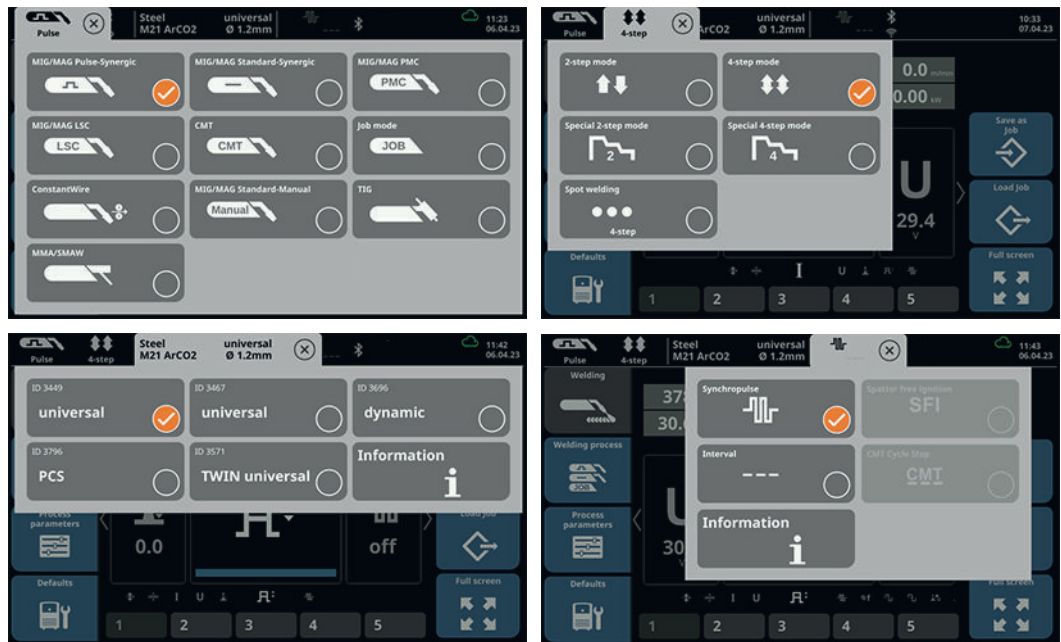 Pulse
Steel universal
M21 ArCO2 Ø 1.2mm
11:23
06.04.23
MIG/MAG Pulse-Synergic
MIG/MAG Standard-Synergic
MIG/MAG PMC
PMC
MIG/MAG LSC
LSC
CMT
CMT
Job mode
JOB
ConstantWire
MIG/MAG Standard-Manual
Manual
TIG
MMA/SMAW
Pulse
4-step
universal
ArCO2 Ø 1.2mm
10:33
07.04.23
2-step mode
4-step mode
Special 2-step mode
2
Special 4-step mode
4
Spot welding
4-step
0.0 m/min
0.00 kW
U
29.4
V
Save as
Job
Load Job
Defaults
Full screen
I U
1 2 3 4 5
Pulse
4-step
Steel universal
M21 ArCO2 Ø 1.2mm
11:42
06.04.23
ID 3449
universal
ID 3467
universal
ID 3696
dynamic
ID 3796
PCS
ID 3571
TWIN universal
Information
i
Process
parameters
0.0
off
Load Job
Defaults
Full screen
I U
1 2 3 4 5
Pulse
4-step
Steel universal
M21 ArCO2 Ø 1.2mm
11:43
06.04.23
Welding
Welding process
JOB
Process
parameters
Defaults
37
30.
U
30
V
Synchropulse
Spatter free ignition
SFI
Interval
CMT Cycle Step
CMT
Information
i
Full screen
I U
1 2 3 4 5